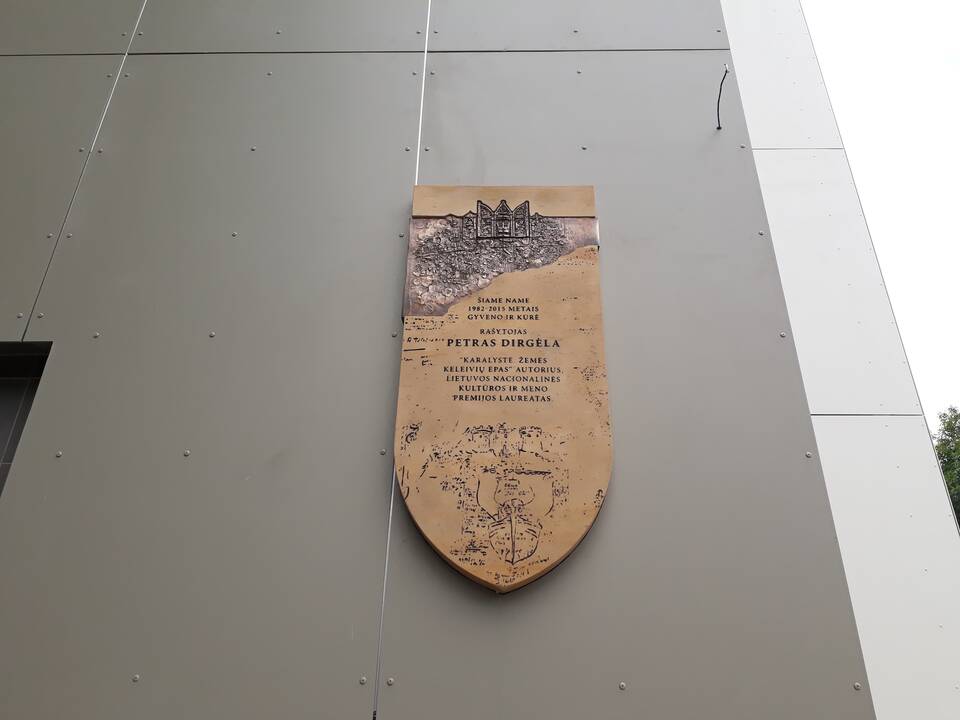 ŠIAME NAME
1982-2015 METAIS
GYVENO IR KŪRĖ
RAŠYTOJAS
PETRAS DIRGĖLA
"KARALYSTĖ ŽEMĖS
KELEIVIŲ EPAS" AUTORIUS,
LIETUVOS NACIONALINĖS
KULTŪROS IR MENO
PREMIJOS LAUREATAS